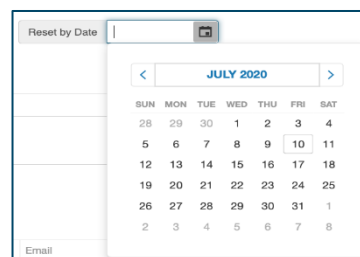 Reset by Date
< JULY 2020 >
SUN MON TUE WED THU FRI SAT
28 29 30 1 2 3 4
5 6 7 8 9 10 11
12 13 14 15 16 17 18
19 20 21 22 23 24 25
26 27 28 29 30 31 1
2 3 4 5 6 7 8
Email